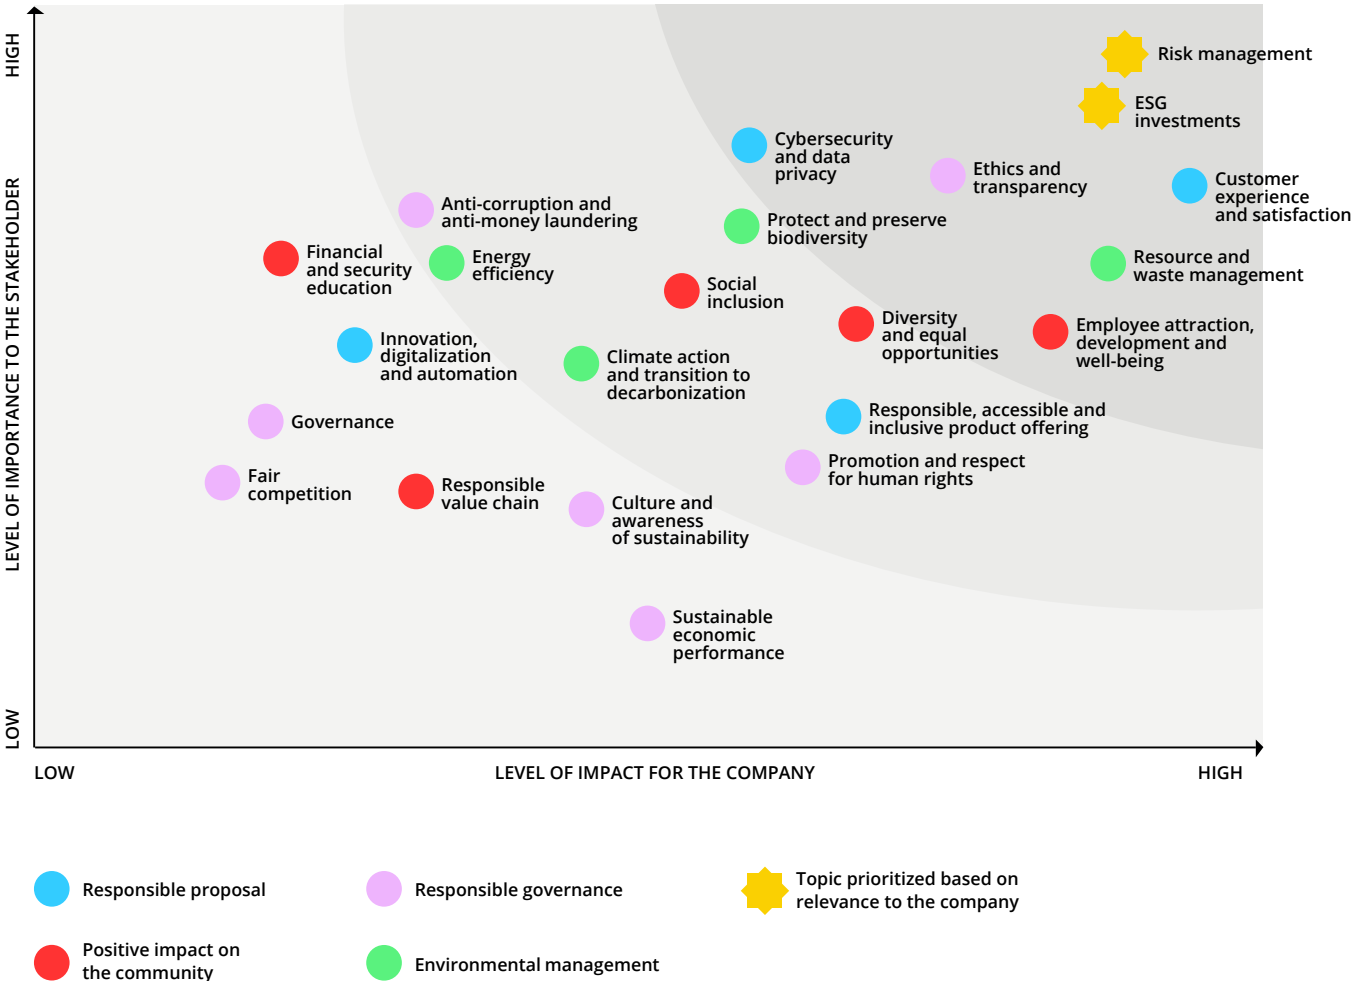 HIGH
LEVEL OF IMPORTANCE TO THE STAKEHOLDER
LOW
Risk management
ESG
investments
Cybersecurity
and data
privacy
Ethics and
transparency
Customer
experience
and satisfaction
Anti-corruption and
anti-money laundering
Protect and preserve
biodiversity
Financial
and security
education
Energy
efficiency
Resource and
waste management
Social
inclusion
Diversity
and equal
opportunities
Employee attraction,
development and
well-being
Innovation,
digitalization
and automation
Climate action
and transition to
decarbonization
Governance
Responsible, accessible and
inclusive product offering
Promotion and respect
for human rights
Fair
competition
Responsible
value chain
Culture and
awareness
of sustainability
Sustainable
economic
performance
LOW
LEVEL OF IMPACT FOR THE COMPANY
HIGH
Responsible proposal
Responsible governance
Topic prioritized based on
relevance to the company
Positive impact on
the community
Environmental management